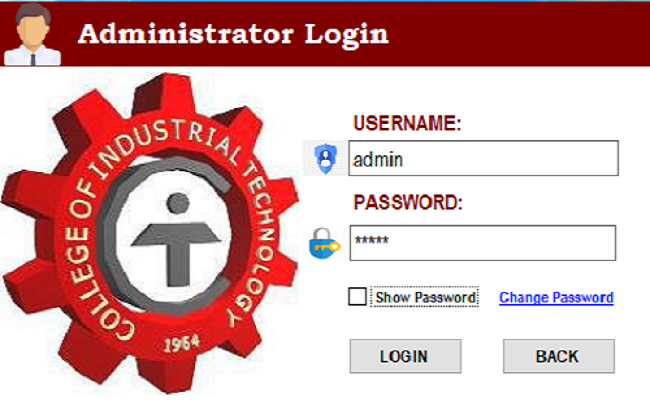 Administrator Login
COLLEGE OF INDUSTRIAL TECHNOLOGY
1964
USERNAME:
admin
PASSWORD:
*****
Show Password
Change Password
LOGIN
BACK